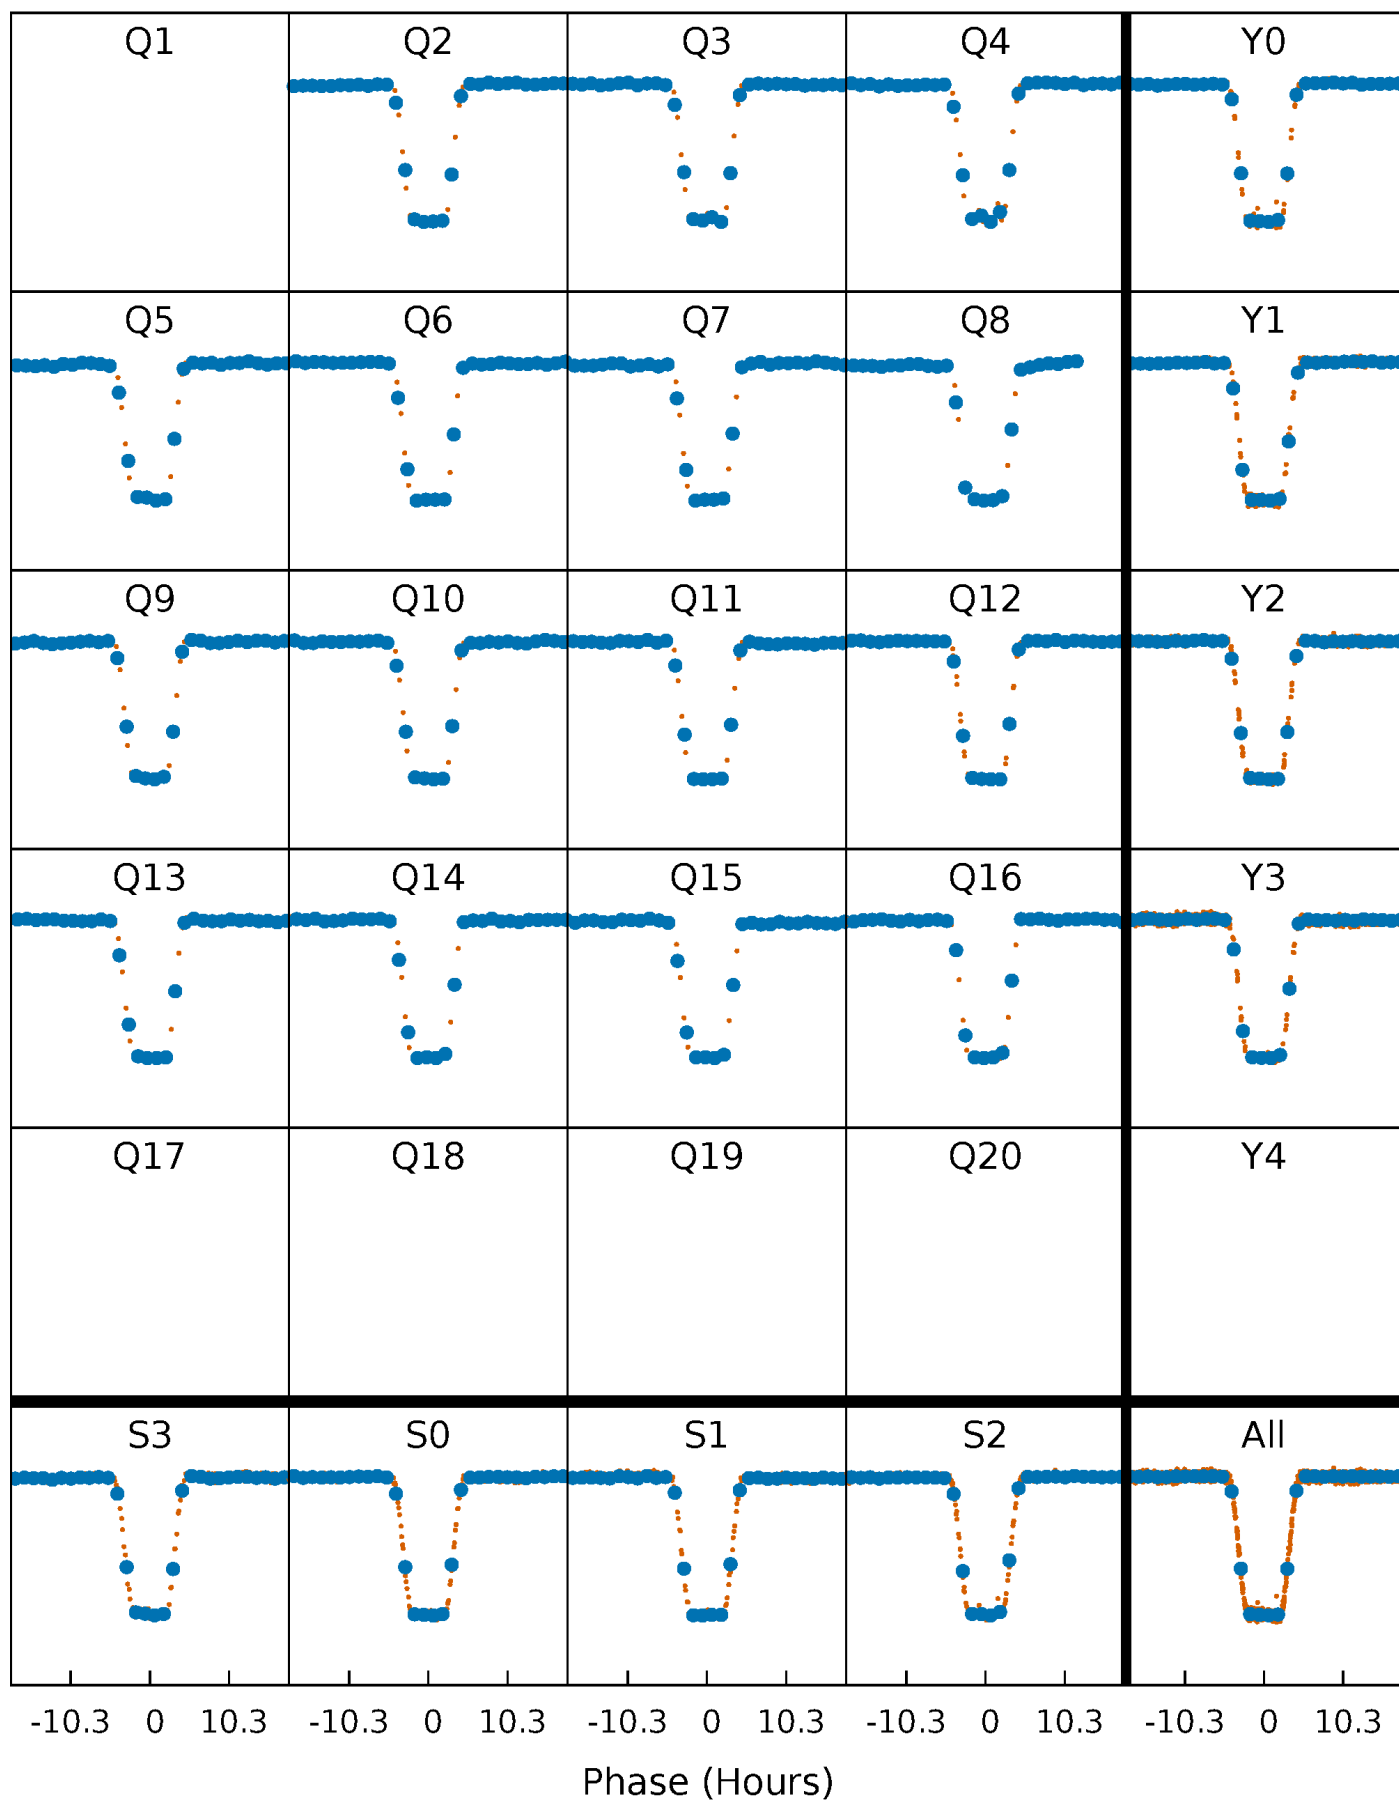 Q1 Q2 Q3 Q4 Y0
Q5 Q6 Q7 Q8 Y1
Q9 Q10 Q11 Q12 Y2
Q13 Q14 Q15 Q16 Y3
Q17 Q18 Q19 Q20 Y4
S3 S0 S1 S2 All
-10.3 0 10.3 -10.3 0 10.3 -10.3 0 10.3 -10.3 0 10.3 -10.3 0 10.3
Phase (Hours)